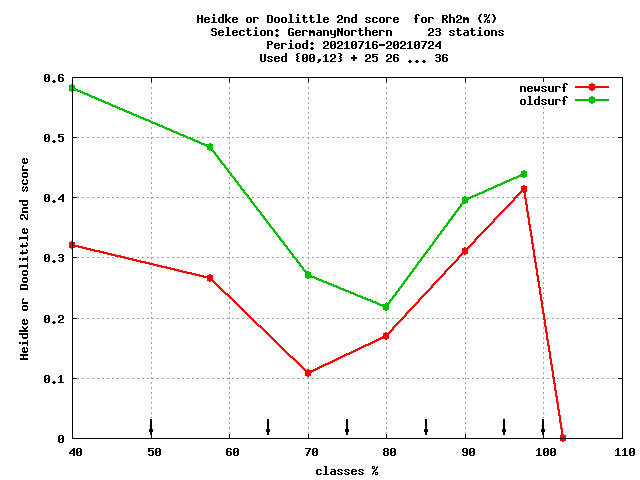 Heidke or Doolittle 2nd score  for Rh2m (%)
Selection: GermanyNorthern     23 stations
Period: 20210716-20210724
Used {00,12} + 25 26 ... 36
newsurf
oldsurf
Heidke or Doolittle 2nd score
0.6
0.5
0.4
0.3
0.2
0.1
0
40 50 60 70 80 90 100 110
classes %